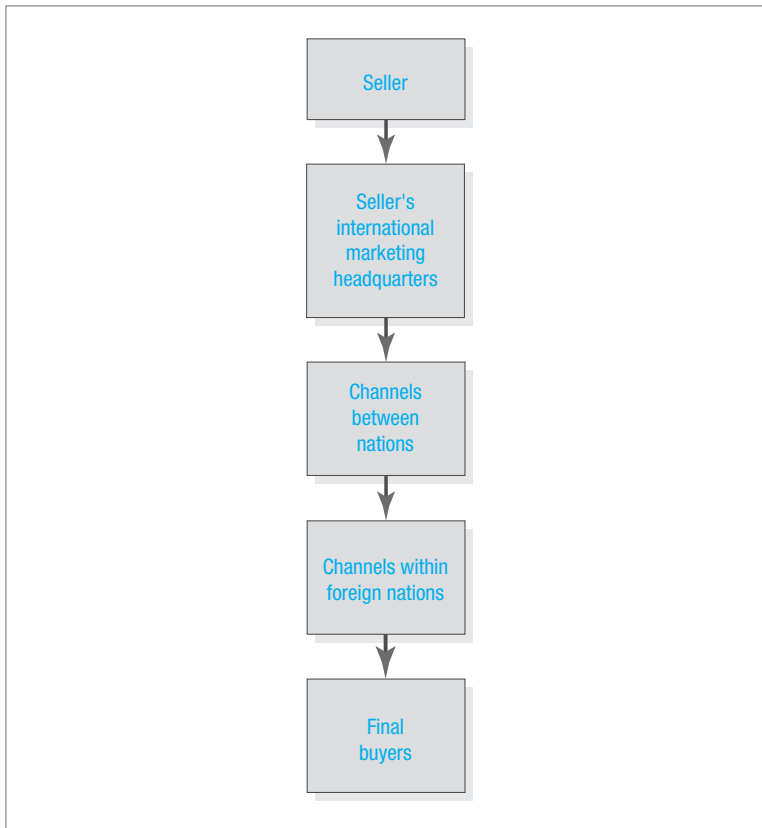 Seller
Seller's
international
marketing
headquarters
Channels
between
nations
Channels within
foreign nations
Final
buyers